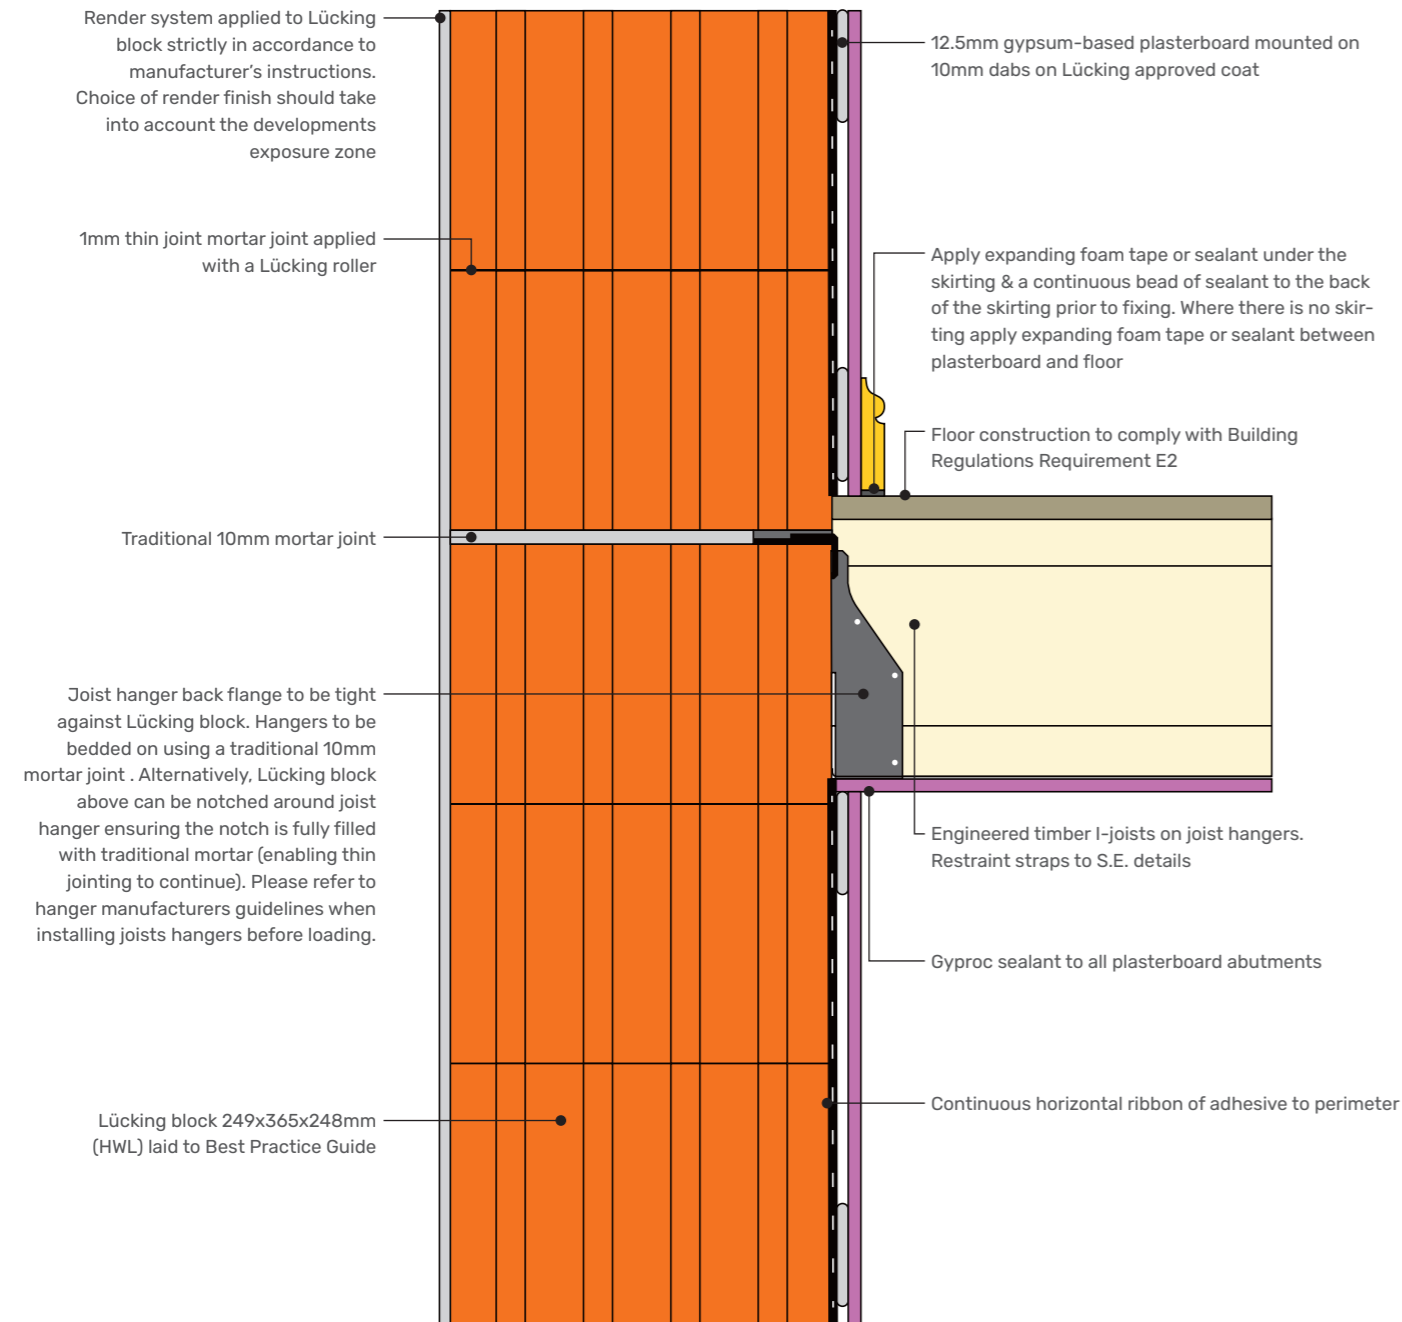 Render system applied to Lücking
block strictly in accordance to
manufacturer's instructions.
Choice of render finish should take
into account the developments
exposure zone
1mm thin joint mortar joint applied
with a Lücking roller
Traditional 10mm mortar joint
Joist hanger back flange to be tight
against Lücking block. Hangers to be
bedded on using a traditional 10mm
mortar joint . Alternatively, Lücking block
above can be notched around joist
hanger ensuring the notch is fully filled
with traditional mortar (enabling thin
jointing to continue). Please refer to
hanger manufacturers guidelines when
installing joists hangers before loading.
Lücking block 249x365x248mm
(HWL) laid to Best Practice Guide
12.5mm gypsum-based plasterboard mounted on
10mm dabs on Lücking approved coat
Apply expanding foam tape or sealant under the
skirting & a continuous bead of sealant to the back
of the skirting prior to fixing. Where there is no skir-
ting apply expanding foam tape or sealant between
plasterboard and floor
Floor construction to comply with Building
Regulations Requirement E2
Engineered timber I-joists on joist hangers.
Restraint straps to S.E. details
Gyproc sealant to all plasterboard abutments
Continuous horizontal ribbon of adhesive to perimeter